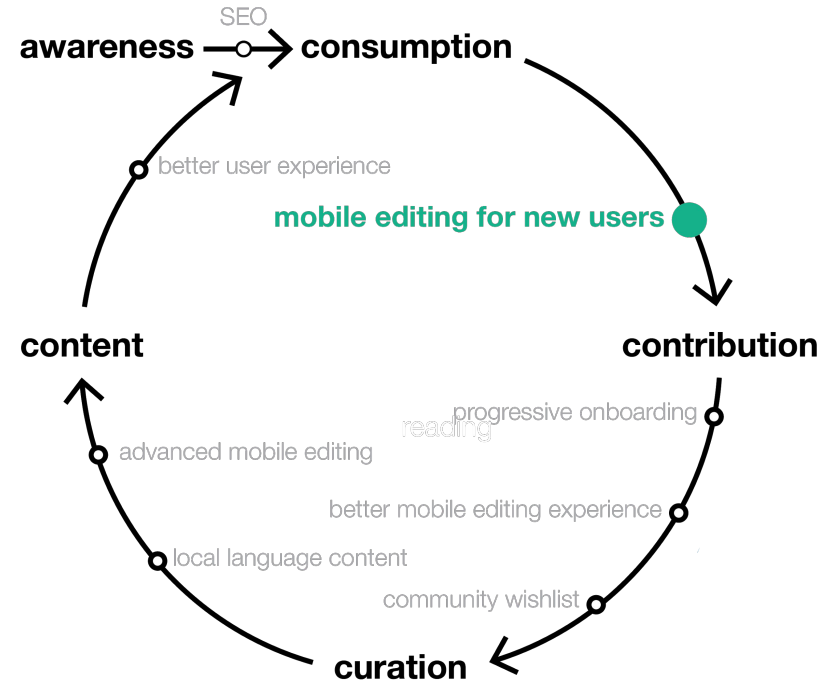 SEO
awareness
consumption
better user experience
mobile editing for new users
content
contribution
progressive onboarding
reading
advanced mobile editing
better mobile editing experience
local language content
community wishlist
curation